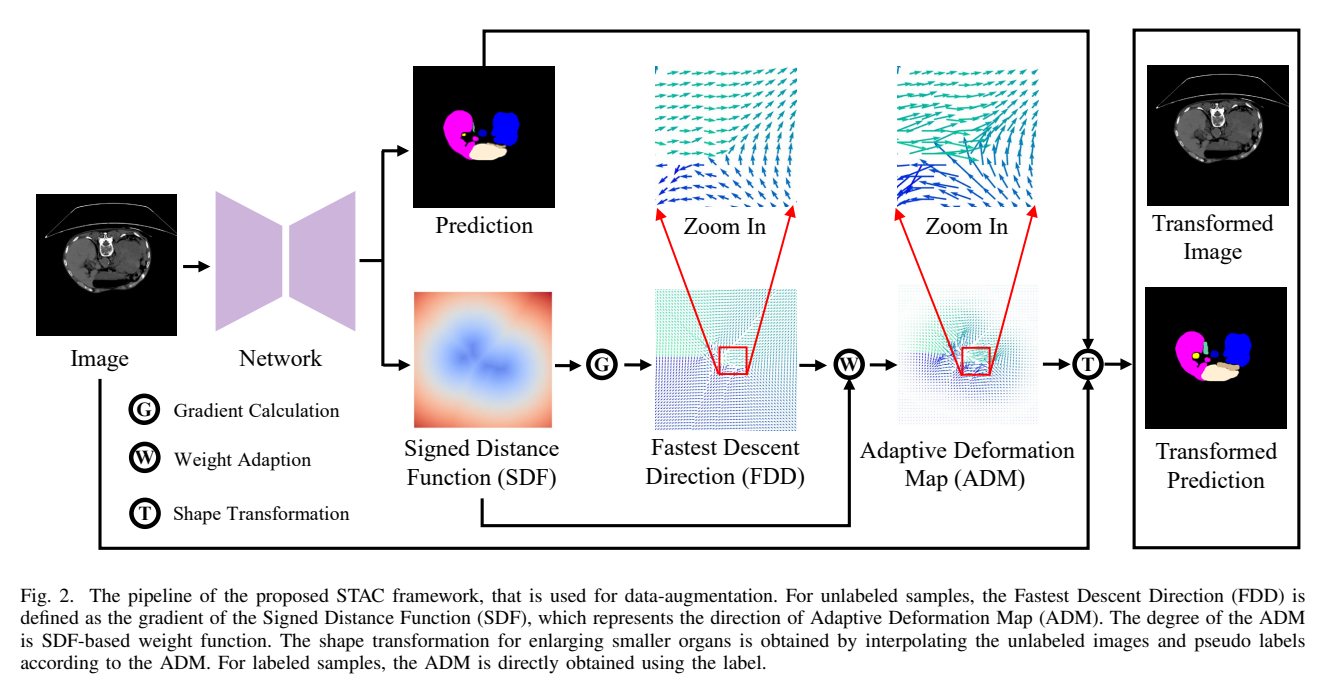 Prediction
Zoom In
Zoom In
Transformed
Image
Image
Network
G
W
T
G Gradient Calculation
W Weight Adaption
T Shape Transformation
Signed Distance
Function (SDF)
Fastest Descent
Direction (FDD)
Adaptive Deformation
Map (ADM)
Transformed
Prediction
Fig. 2. The pipeline of the proposed STAC framework, that is used for data-augmentation. For unlabeled samples, the Fastest Descent Direction (FDD) is
defined as the gradient of the Signed Distance Function (SDF), which represents the direction of Adaptive Deformation Map (ADM). The degree of the ADM
is SDF-based weight function. The shape transformation for enlarging smaller organs is obtained by interpolating the unlabeled images and pseudo labels
according to the ADM. For labeled samples, the ADM is directly obtained using the label.